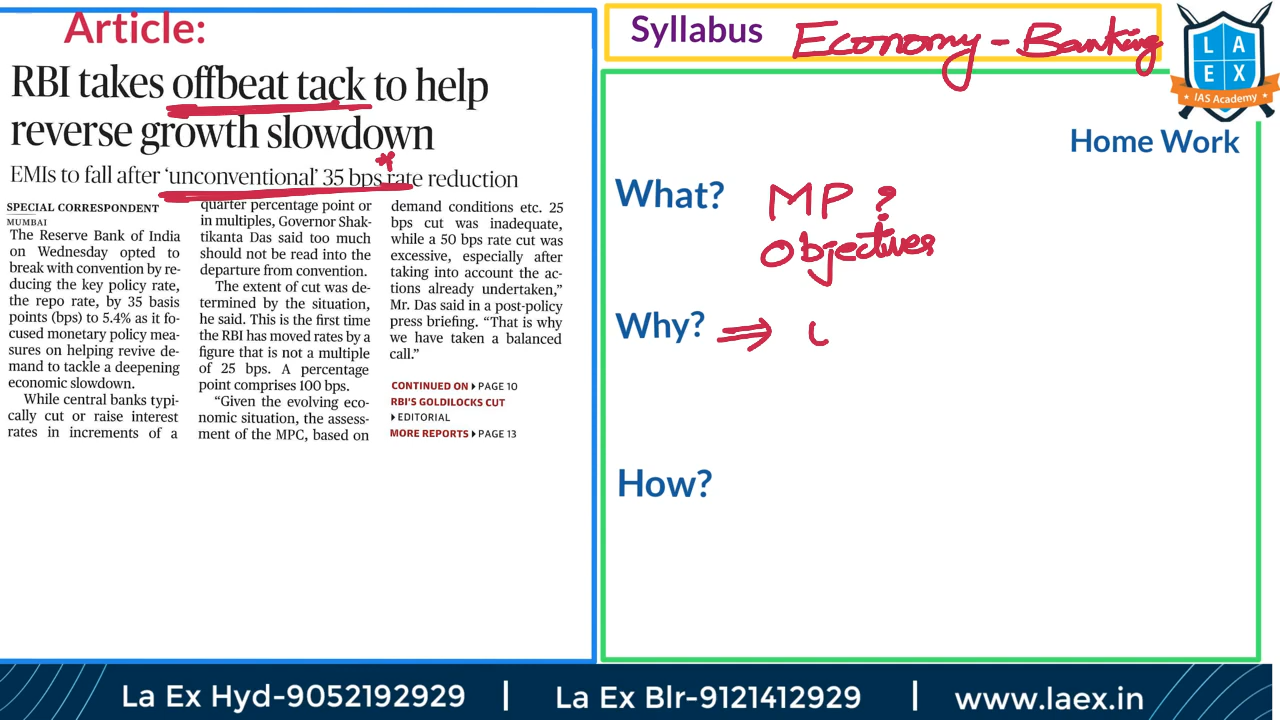 Article:
RBI takes offbeat tack to help
reverse growth slowdown
EMIs to fall after ‘unconventional’ 35 bps rate reduction
SPECIAL CORRESPONDENT
MUMBAI
The Reserve Bank of India
on Wednesday opted to
break with convention by re-
ducing the key policy rate,
the repo rate, by 35 basis
points (bps) to 5.4% as it fo-
cused monetary policy mea-
sures on helping revive de-
mand to tackle a deepening
economic slowdown.
While central banks typi-
cally cut or raise interest
rates in increments of a
quarter percentage point or
in multiples, Governor Shak-
tikanta Das said too much
should not be read into the
departure from convention.
The extent of cut was de-
termined by the situation,
he said. This is the first time
the RBI has moved rates by a
figure that is not a multiple
of 25 bps. A percentage
point comprises 100 bps.
“Given the evolving eco-
nomic situation, the assess-
ment of the MPC, based on
demand conditions etc. 25
bps cut was inadequate,
while a 50 bps rate cut was
excessive, especially after
taking into account the ac-
tions already undertaken,”
Mr. Das said in a post-policy
press briefing. “That is why
we have taken a balanced
call.”
CONTINUED ON PAGE 10
RBI'S GOLDILOCKS CUT
EDITORIAL
MORE REPORTS PAGE 13
Syllabus Economy - Banking
LA
EX
IAS Academy
Home Work
What? MP ?
Objectives
Why?
How?
La Ex Hyd-9052192929 | La Ex Blr-9121412929 | www.laex.in